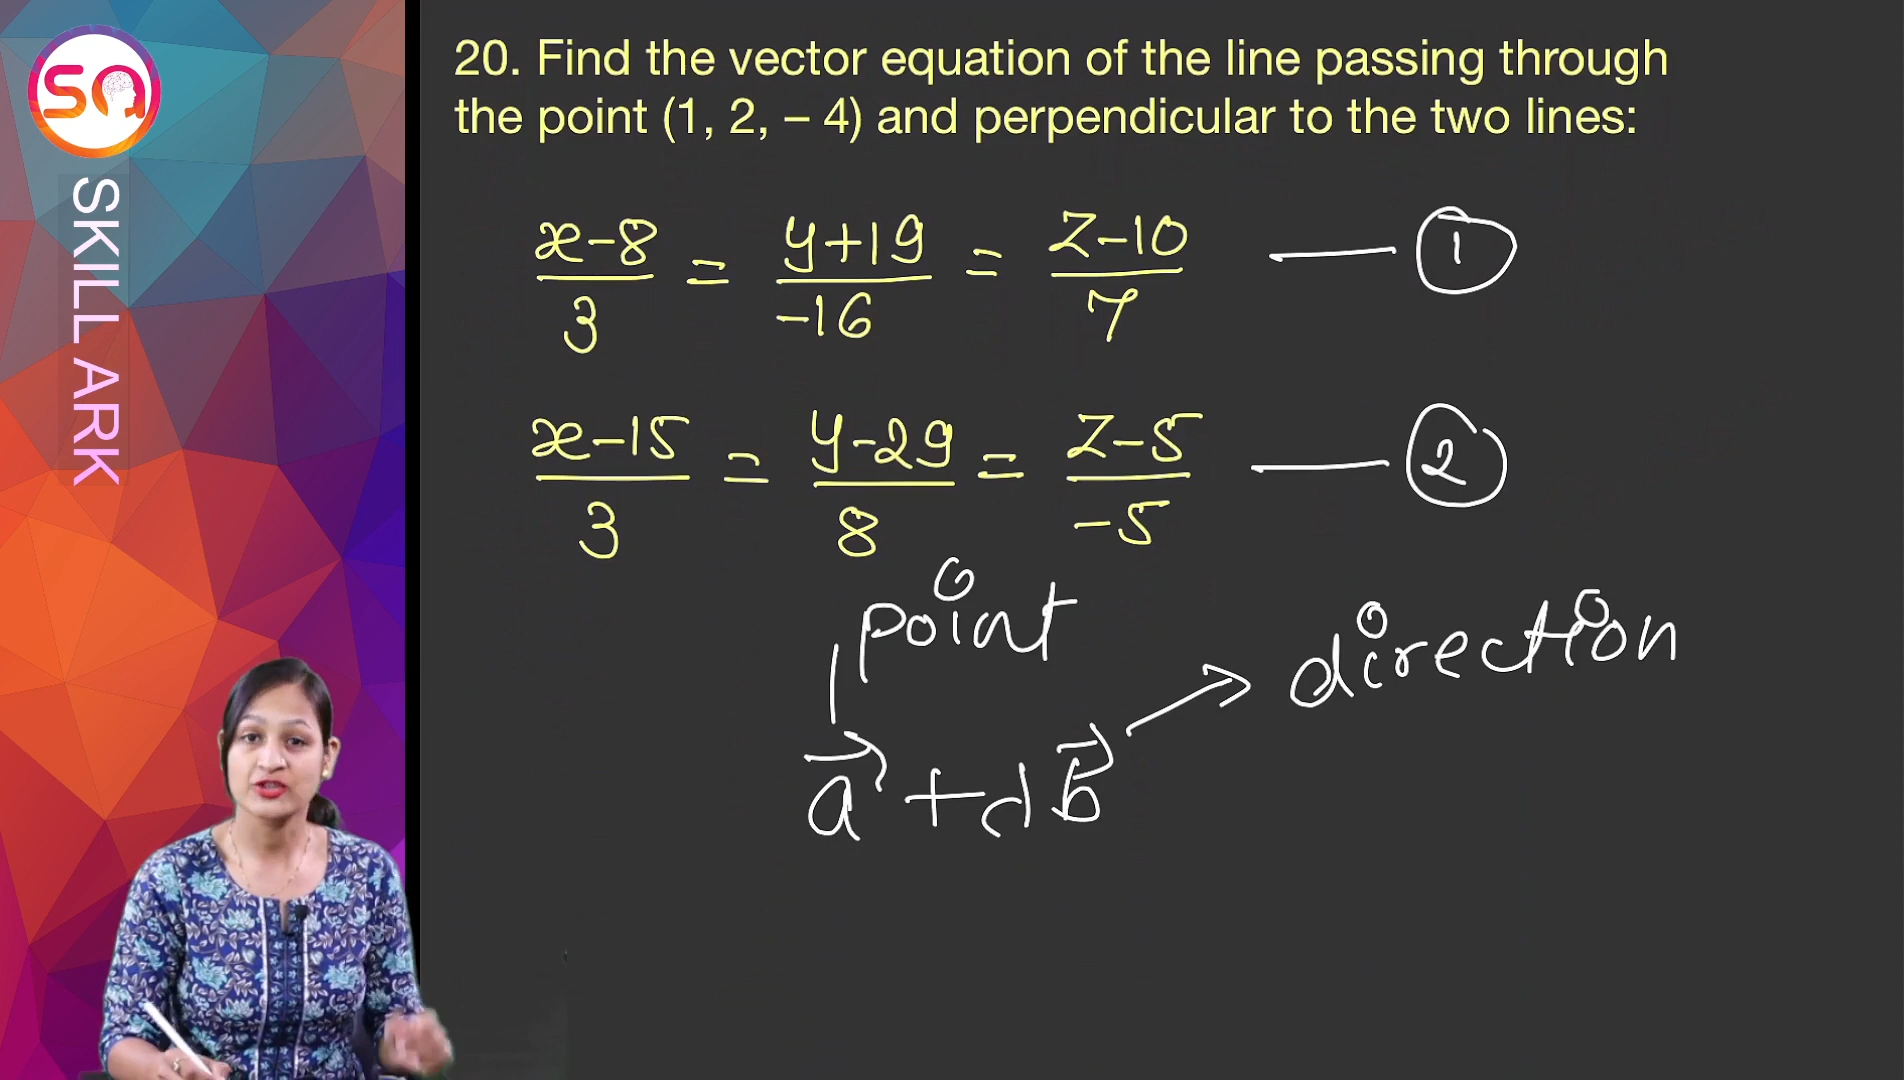 SKILL ARK
20. Find the vector equation of the line passing through
the point (1, 2, – 4) and perpendicular to the two lines:
x-8/3 = y+19/-16 = z-10/7 — 1
x-15/3 = y-29/8 = z-5/-5 — 2
point
direction
a⃗ + d b⃗